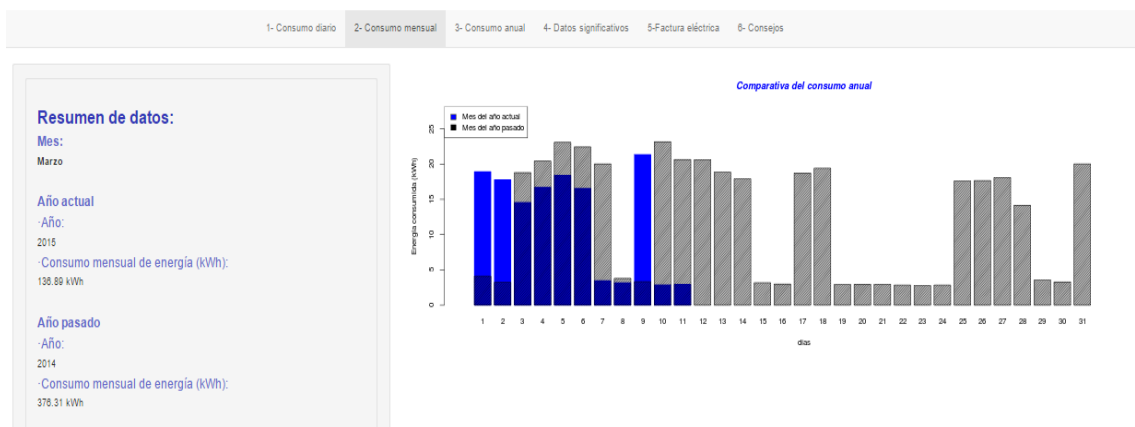 1- Consumo diario 2- Consumo mensual 3- Consumo anual 4- Datos significativos 5-Factura eléctrica 6- Consejos
Resumen de datos:
Mes:
Marzo
Año actual
·Año:
2015
·Consumo mensual de energía (kWh):
136.89 kWh
Año pasado
·Año:
2014
·Consumo mensual de energía (kWh):
376.31 kWh
Comparativa del consumo anual
Mes del año actual
Mes del año pasado
Energía consumida (kWh)
25
20
15
10
5
0
1 2 3 4 5 6 7 8 9 10 11 12 13 14 15 16 17 18 19 20 21 22 23 24 25 26 27 28 29 30 31
días